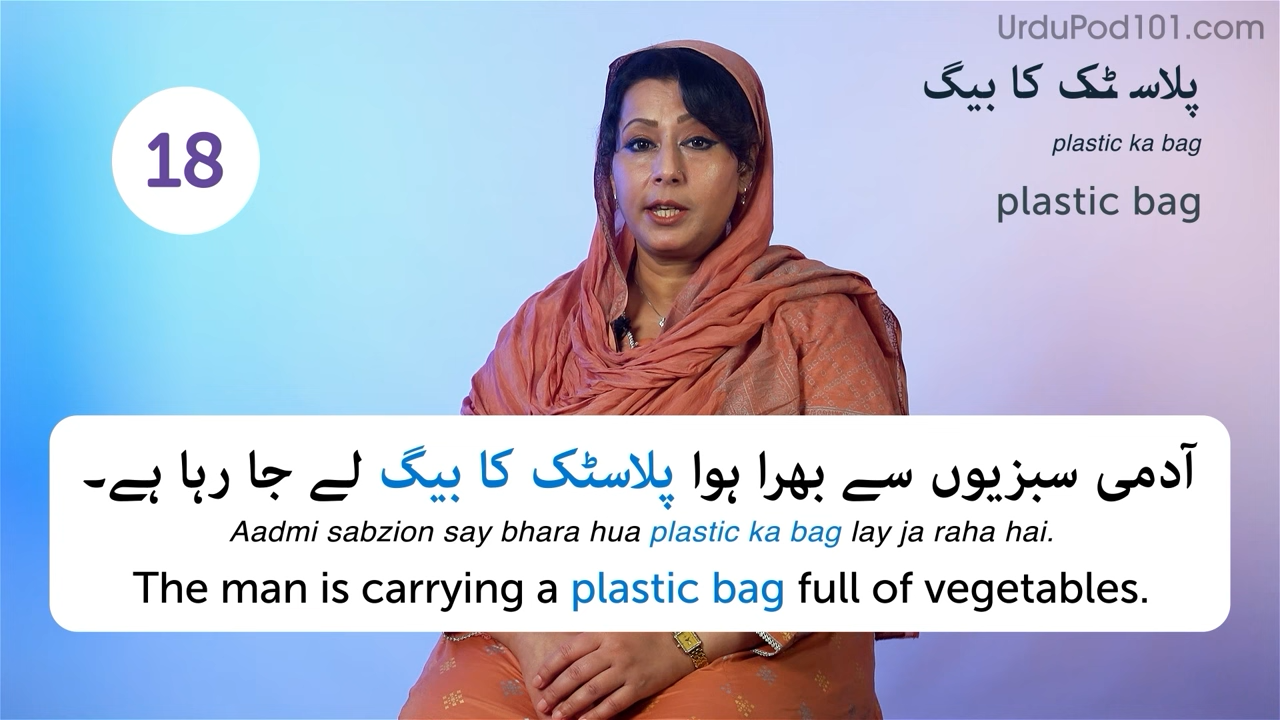 UrduPod101.com
18
پلاسٹک کا بیگ
plastic ka bag
plastic bag
آدمی سبزیوں سے بھرا ہوا پلاسٹک کا بیگ لے جا رہا ہے۔
Aadmi sabzion say bhara hua plastic ka bag lay ja raha hai.
The man is carrying a plastic bag full of vegetables.